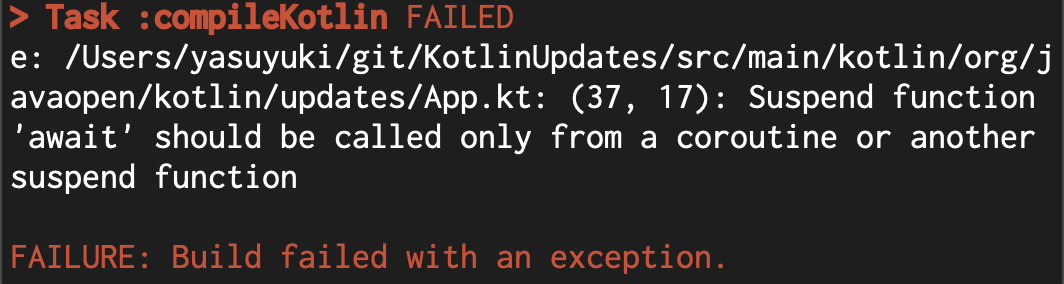 > Task :compileKotlin FAILED
e: /Users/yasuyuki/git/KotlinUpdates/src/main/kotlin/org/j
avaopen/kotlin/updates/App.kt: (37, 17): Suspend function
'await' should be called only from a coroutine or another
suspend function
FAILURE: Build failed with an exception.